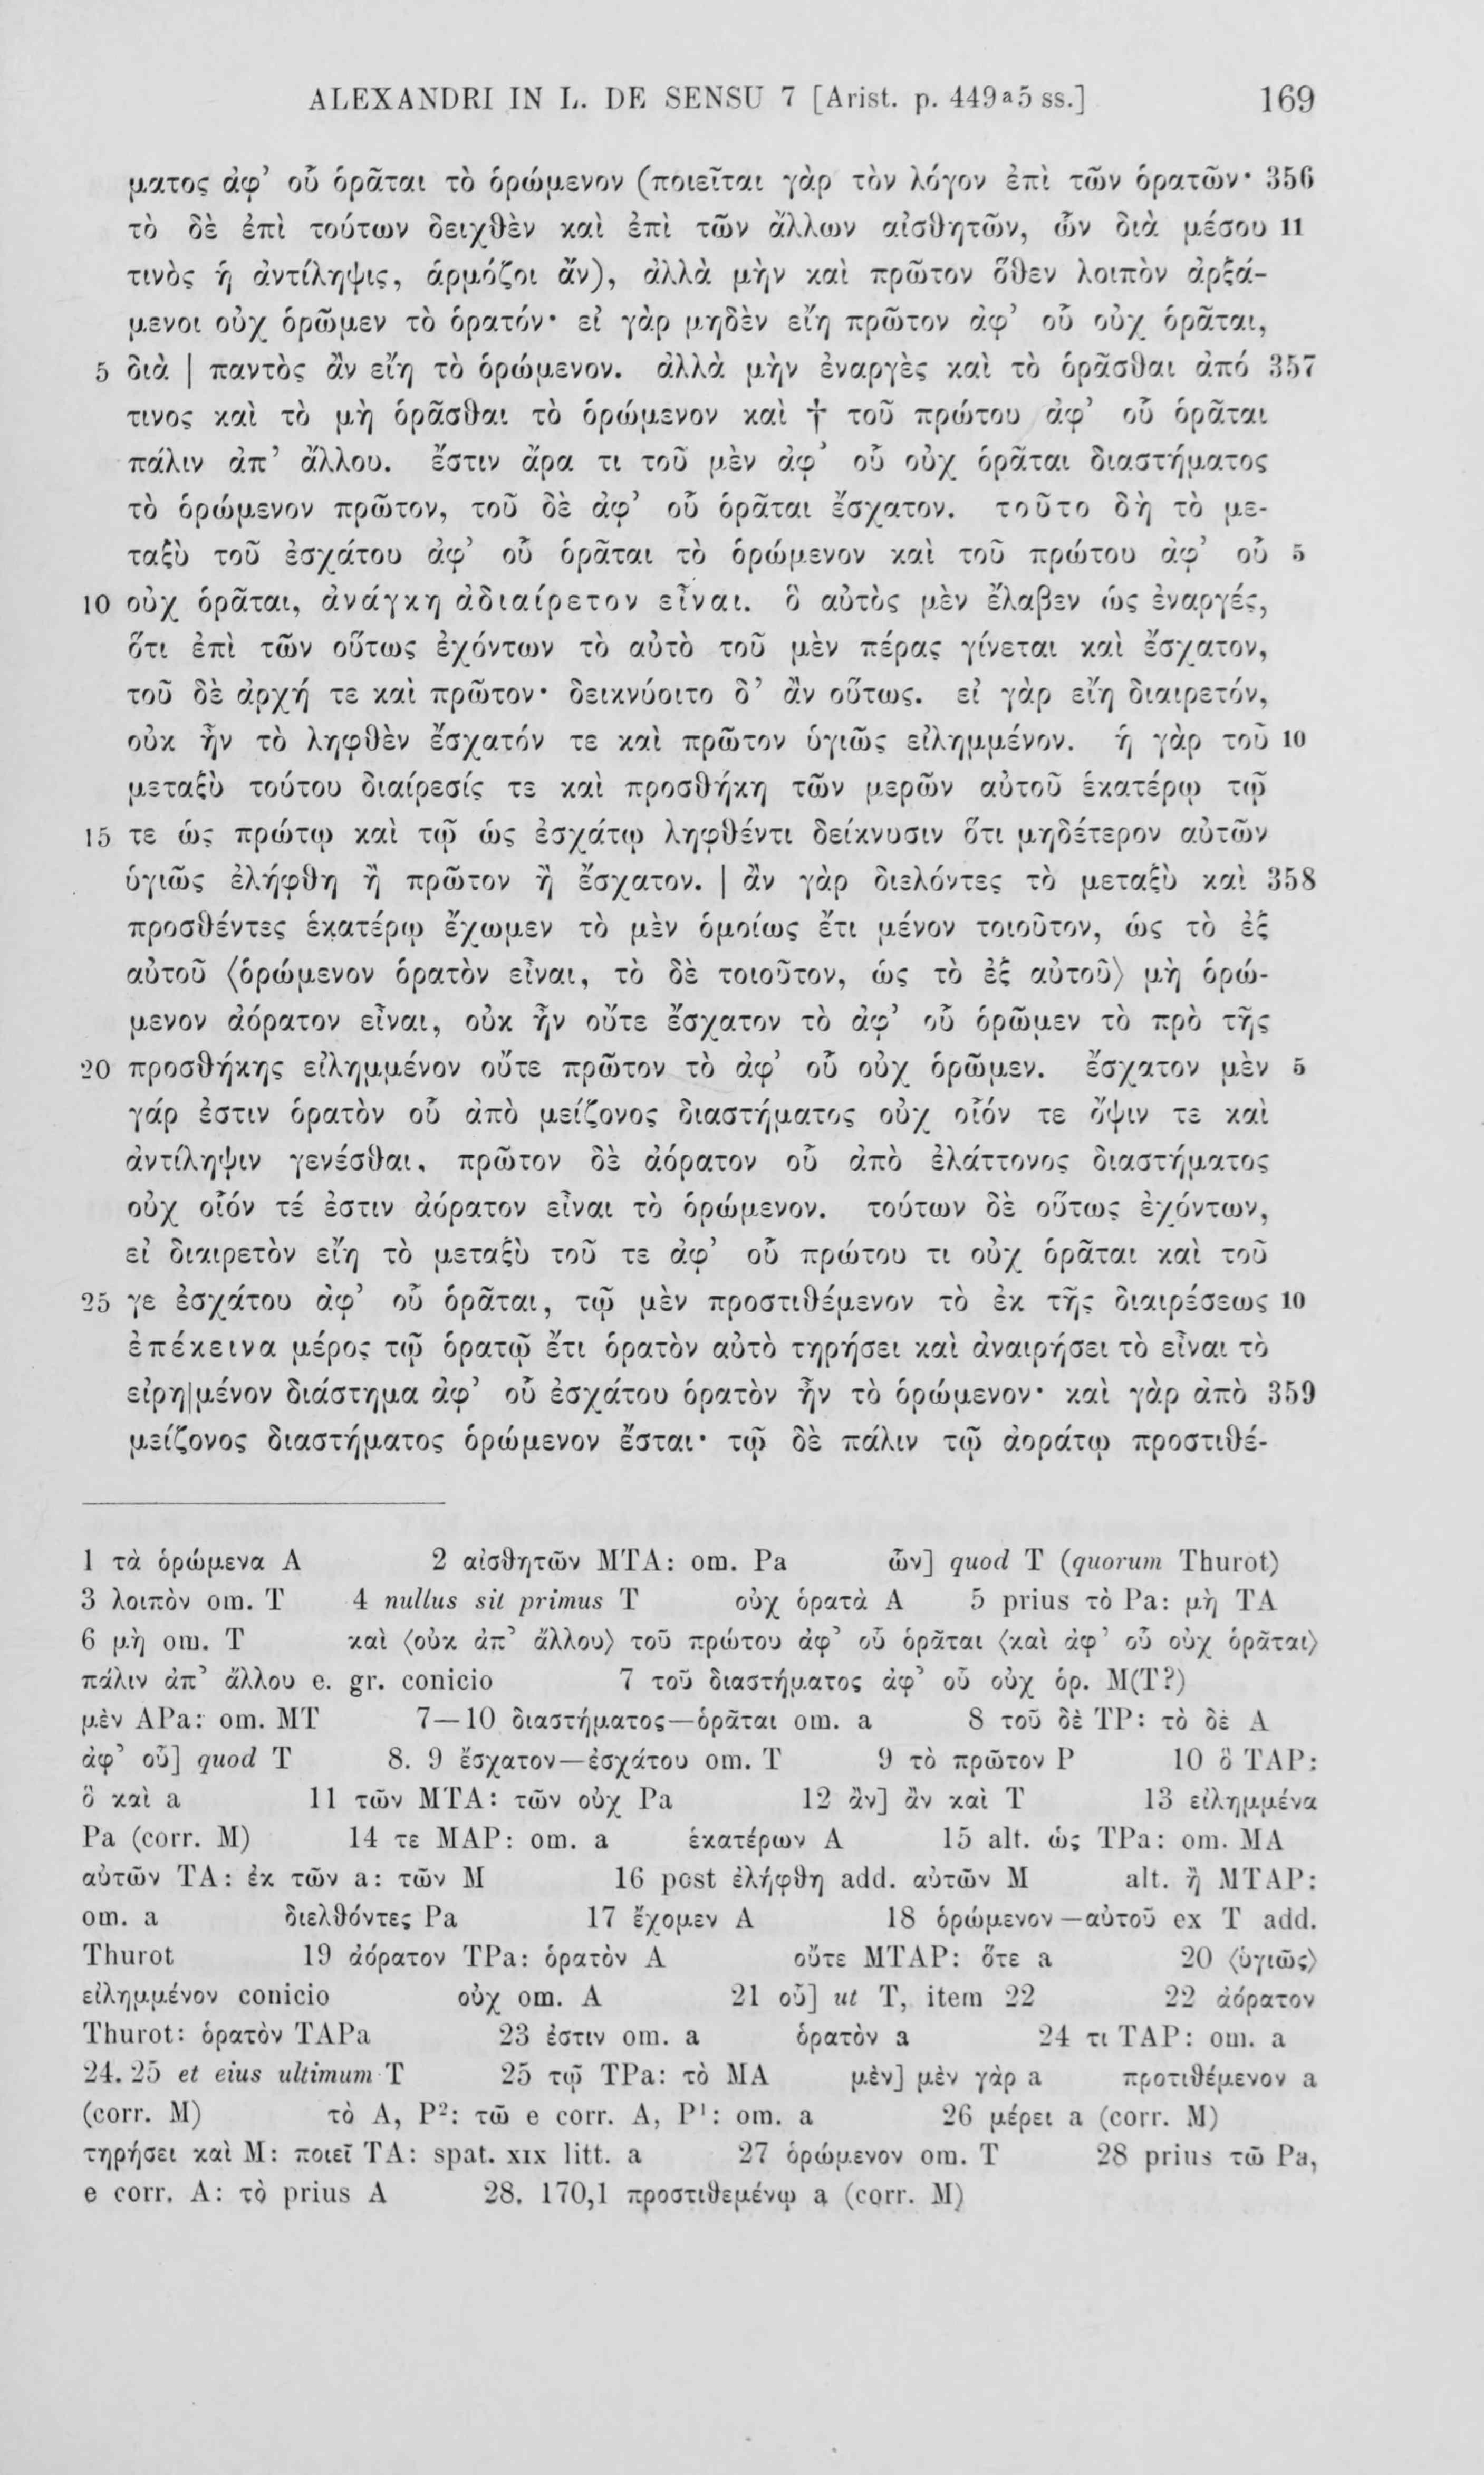 ALEXANDRI IN L. DE SENSU 7 [Arist. p. 449ᵃ5 ss.] 169
ματος ἀφ’ οὗ ὁρᾶται τὸ ὁρώμενον (ποιεῖται γὰρ τὸν λόγον ἐπὶ τῶν ὁρατῶν· 356
τὸ δὲ ἐπὶ τούτων δειχθὲν καὶ ἐπὶ τῶν ἄλλων αἰσθητῶν, ὧν διὰ μέσου 11
τινὸς ἡ ἀντίληψις, ἁρμόζοι ἄν), ἀλλὰ μὴν καὶ πρῶτον ὅθεν λοιπὸν ἀρξά-
μενοι οὐχ ὁρῶμεν τὸ ὁρατόν· εἰ γὰρ μηδὲν εἴη πρῶτον ἀφ’ οὗ οὐχ ὁρᾶται,
5 διὰ | παντὸς ἂν εἴη τὸ ὁρώμενον. ἀλλὰ μὴν ἐναργὲς καὶ τὸ ὁρᾶσθαι ἀπό 357
τινος καὶ τὸ μὴ ὁρᾶσθαι τὸ ὁρώμενον καὶ † τοῦ πρώτου ἀφ’ οὗ ὁρᾶται
πάλιν ἀπ’ ἄλλου. ἔστιν ἄρα τι τοῦ μὲν ἀφ’ οὗ οὐχ ὁρᾶται διαστήματος
τὸ ὁρώμενον πρῶτον, τοῦ δὲ ἀφ’ οὗ ὁρᾶται ἔσχατον. τοῦτο δὴ τὸ με-
ταξὺ τοῦ ἐσχάτου ἀφ’ οὗ ὁρᾶται τὸ ὁρώμενον καὶ τοῦ πρώτου ἀφ’ οὗ 5
10 οὐχ ὁρᾶται, ἀνάγκη ἀδιαίρετον εἶναι. ὃ αὐτὸς μὲν ἔλαβεν ὡς ἐναργές,
ὅτι ἐπὶ τῶν οὕτως ἐχόντων τὸ αὐτὸ τοῦ μὲν πέρας γίνεται καὶ ἔσχατον,
τοῦ δὲ ἀρχή τε καὶ πρῶτον· δεικνύοιτο δ’ ἂν οὕτως. εἰ γὰρ εἴη διαιρετόν,
οὐκ ἦν τὸ ληφθὲν ἔσχατόν τε καὶ πρῶτον ὑγιῶς εἰλημμένον. ἡ γὰρ τοῦ 10
μεταξὺ τούτου διαίρεσίς τε καὶ προσθήκη τῶν μερῶν αὐτοῦ ἑκατέρῳ τῷ
15 τε ὡς πρώτῳ καὶ τῷ ὡς ἐσχάτῳ ληφθέντι δείκνυσιν ὅτι μηδέτερον αὐτῶν
ὑγιῶς ἐλήφθη ἢ πρῶτον ἢ ἔσχατον. | ἂν γὰρ διελόντες τὸ μεταξὺ καὶ 358
προσθέντες ἑκατέρῳ ἔχωμεν τὸ μὲν ὁμοίως ἔτι μένον τοιοῦτον, ὡς τὸ ἐξ
αὐτοῦ ⟨ὁρώμενον ὁρατὸν εἶναι, τὸ δὲ τοιοῦτον, ὡς τὸ ἐξ αὐτοῦ⟩ μὴ ὁρώ-
μενον ἀόρατον εἶναι, οὐκ ἦν οὔτε ἔσχατον τὸ ἀφ’ οὗ ὁρῶμεν τὸ πρὸ τῆς
20 προσθήκης εἰλημμένον οὔτε πρῶτον τὸ ἀφ’ οὗ οὐχ ὁρῶμεν. ἔσχατον μὲν 5
γάρ ἐστιν ὁρατὸν οὗ ἀπὸ μείζονος διαστήματος οὐχ οἷόν τε ὄψιν τε καὶ
ἀντίληψιν γενέσθαι, πρῶτον δὲ ἀόρατον οὗ ἀπὸ ἐλάττονος διαστήματος
οὐχ οἷόν τέ ἐστιν ἀόρατον εἶναι τὸ ὁρώμενον. τούτων δὲ οὕτως ἐχόντων,
εἰ διαιρετὸν εἴη τὸ μεταξὺ τοῦ τε ἀφ’ οὗ πρώτου τι οὐχ ὁρᾶται καὶ τοῦ
25 γε ἐσχάτου ἀφ’ οὗ ὁρᾶται, τῷ μὲν προστιθέμενον τὸ ἐκ τῆς διαιρέσεως 10
ἐπέκεινα μέρος τῷ ὁρατῷ ἔτι ὁρατὸν αὐτὸ τηρήσει καὶ ἀναιρήσει τὸ εἶναι τὸ
εἰρη|μένον διάστημα ἀφ’ οὗ ἐσχάτου ὁρατὸν ἦν τὸ ὁρώμενον· καὶ γὰρ ἀπὸ 359
μείζονος διαστήματος ὁρώμενον ἔσται· τῷ δὲ πάλιν τῷ ἀοράτῳ προστιθέ-
1 τὰ ὁρώμενα A 2 αἰσθητῶν MTA: om. Pa ὧν] quod T (quorum Thurot)
3 λοιπὸν om. T 4 nullus sit primus T οὐχ ὁρατὰ A 5 prius τὸ Pa: μὴ TA
6 μὴ om. T καὶ ⟨οὐκ ἀπ’ ἄλλου⟩ τοῦ πρώτου ἀφ’ οὗ ὁρᾶται ⟨καὶ ἀφ’ οὗ οὐχ ὁρᾶται⟩
πάλιν ἀπ’ ἄλλου e. gr. conicio 7 τοῦ διαστήματος ἀφ’ οὗ οὐχ ὁρ. M(T?)
μὲν APa: om. MT 7—10 διαστήματος—ὁρᾶται om. a 8 τοῦ δὲ TP: τὸ δὲ A
ἀφ’ οὗ] quod T 8. 9 ἔσχατον—ἐσχάτου om. T 9 τὸ πρῶτον P 10 ὃ TAP:
ὃ καὶ a 11 τῶν MTA: τῶν οὐχ Pa 12 ἂν] ἂν καὶ T 13 εἰλημμένα
Pa (corr. M) 14 τε MAP: om. a ἑκατέρων A 15 alt. ὡς TPa: om. MA
αὐτῶν TA: ἐκ τῶν a: τῶν M 16 post ἐλήφθη add. αὐτῶν M alt. ἢ MTAP:
om. a διελθόντες Pa 17 ἔχομεν A 18 ὁρώμενον—αὐτοῦ ex T add.
Thurot 19 ἀόρατον TPa: ὁρατὸν A οὔτε MTAP: ὅτε a 20 ⟨ὑγιῶς⟩
εἰλημμένον conicio οὐχ om. A 21 οὗ] ut T, item 22 22 ἀόρατον
Thurot: ὁρατὸν TAPa 23 ἐστιν om. a ὁρατὸν a 24 τι TAP: om. a
24. 25 et eius ultimum T 25 τῷ TPa: τὸ MA μὲν] μὲν γὰρ a προτιθέμενον a
(corr. M) τὸ A, P²: τῶ e corr. A, P¹: om. a 26 μέρει a (corr. M)
τηρήσει καὶ M: ποιεῖ TA: spat. XIX litt. a 27 ὁρώμενον om. T 28 prius τῶ Pa,
e corr. A: τὸ prius A 28. 170,1 προστιθεμένῳ a (corr. M)